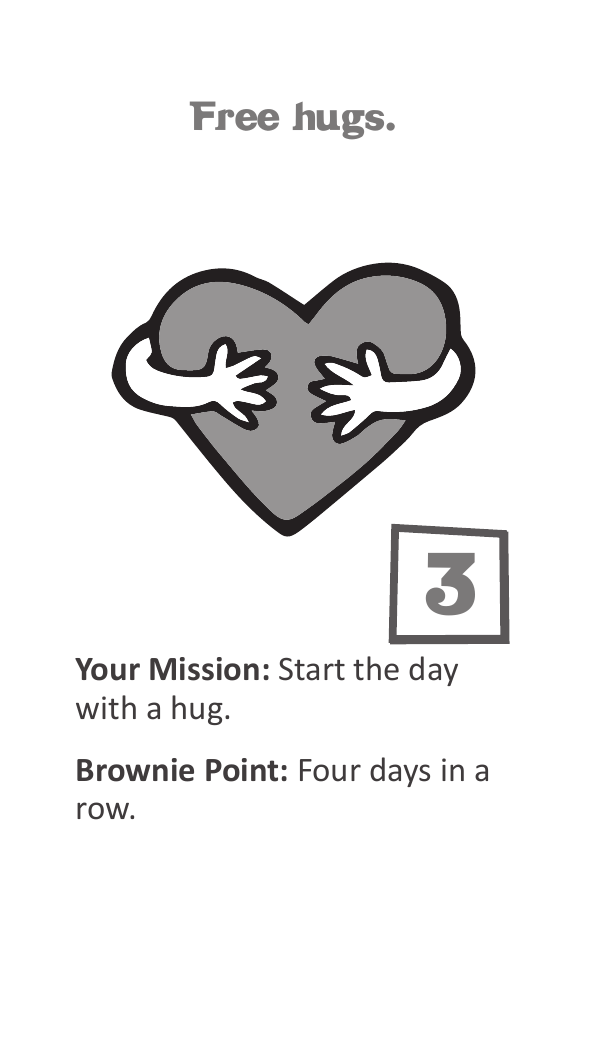 Free hugs.
3
Your Mission: Start the day
with a hug.
Brownie Point: Four days in a
row.